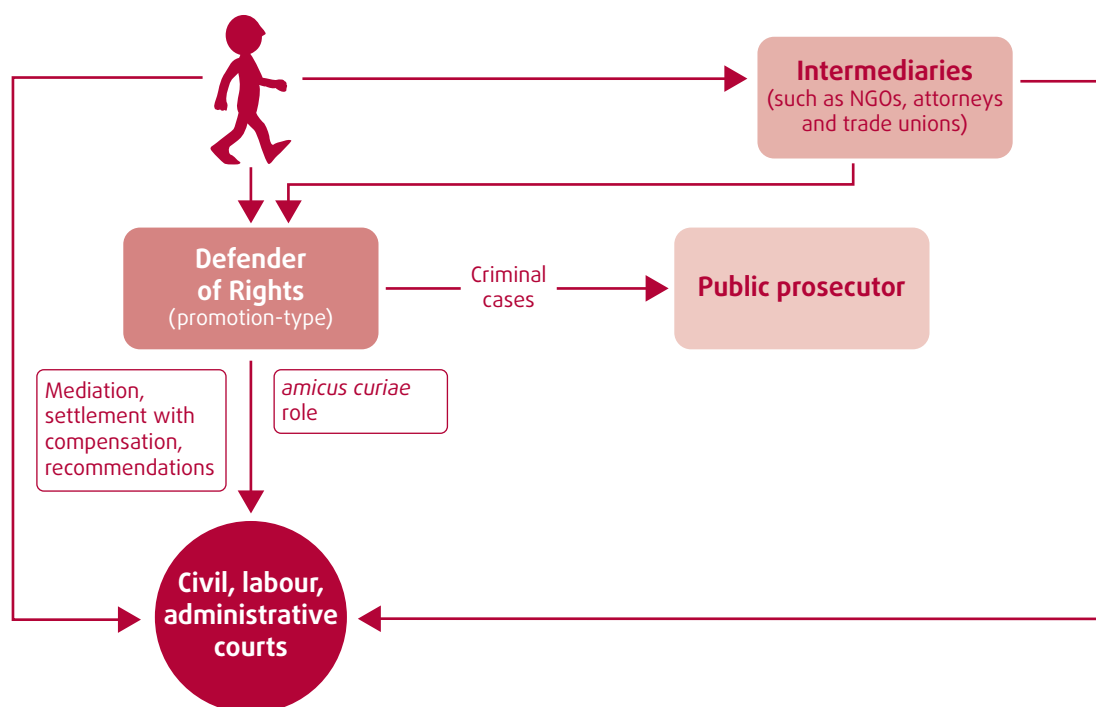 Intermediaries
(such as NGOs, attorneys
and trade unions)
Defender
of Rights
(promotion-type)
Criminal
cases
Public prosecutor
Mediation,
settlement with
compensation,
recommendations
amicus curiae
role
Civil, labour,
administrative
courts